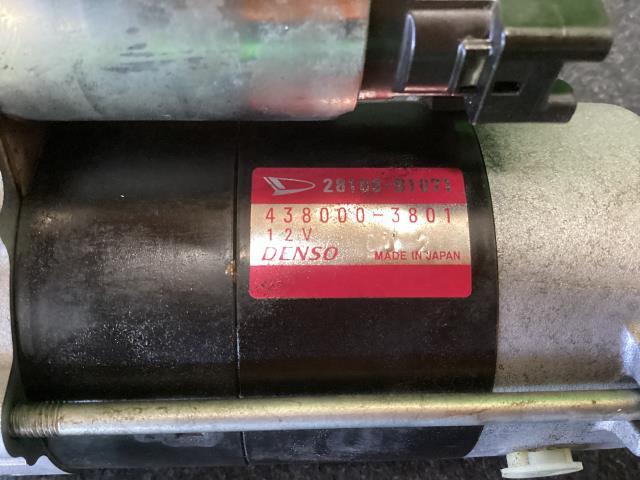 28100-B1071
438000-3801
12V
DENSO MADE IN JAPAN